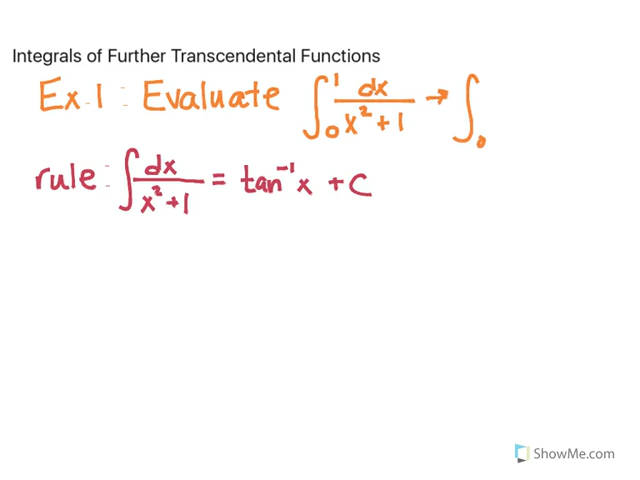 Integrals of Further Transcendental Functions
Ex. 1 : Evaluate ∫₀¹ dx/(x² + 1) → ∫₀
rule : ∫ dx/(x² + 1) = tan⁻¹ x + C
ShowMe.com